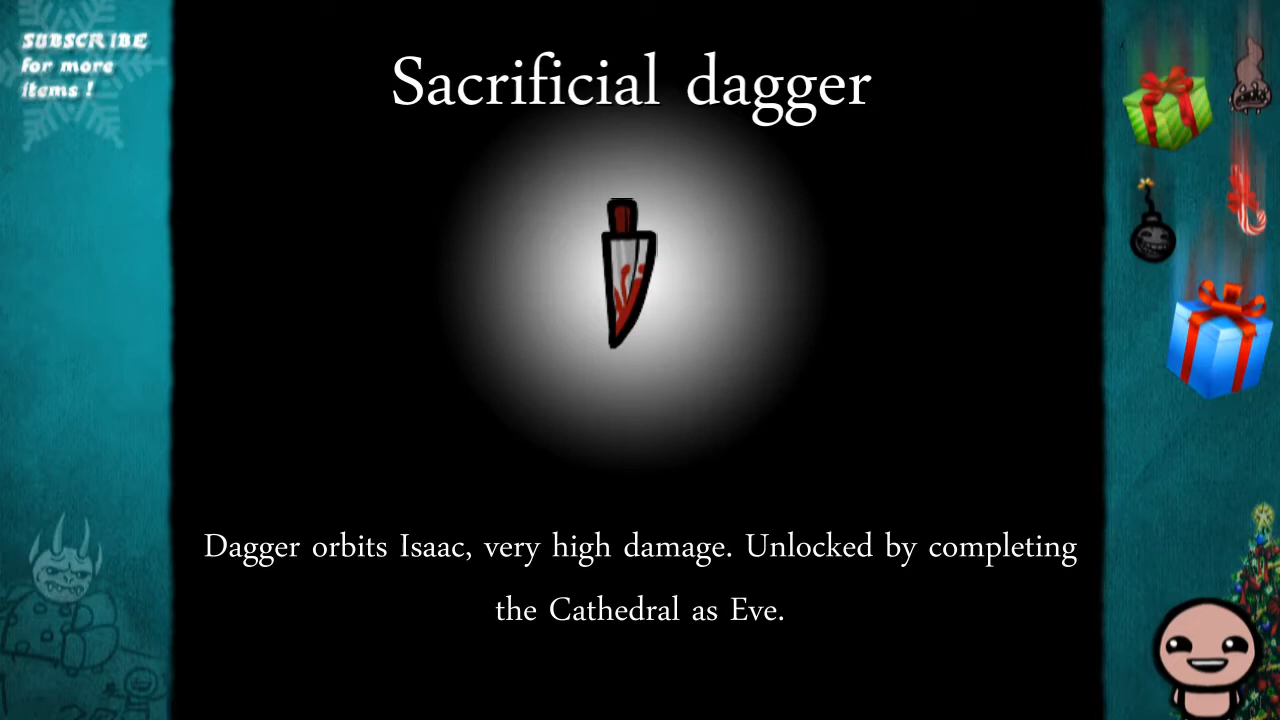 SUBSCRIBE
for more
items !
Sacrificial dagger
Dagger orbits Isaac, very high damage. Unlocked by completing
the Cathedral as Eve.